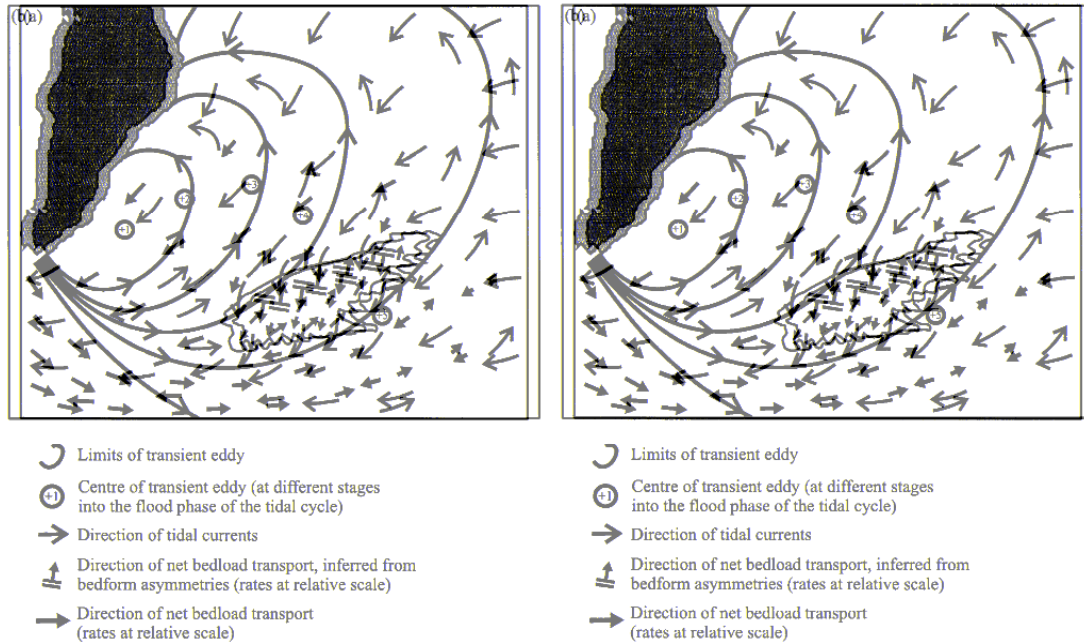 (b)(a)
+1
+2
+3
+4
+5
Limits of transient eddy
Centre of transient eddy (at different stages
into the flood phase of the tidal cycle)
Direction of tidal currents
Direction of net bedload transport, inferred from
bedform asymmetries (rates at relative scale)
Direction of net bedload transport
(rates at relative scale)
(b)(a)
+1
+2
+3
+4
+5
Limits of transient eddy
+1
Centre of transient eddy (at different stages
into the flood phase of the tidal cycle)
Direction of tidal currents
Direction of net bedload transport, inferred from
bedform asymmetries (rates at relative scale)
Direction of net bedload transport
(rates at relative scale)